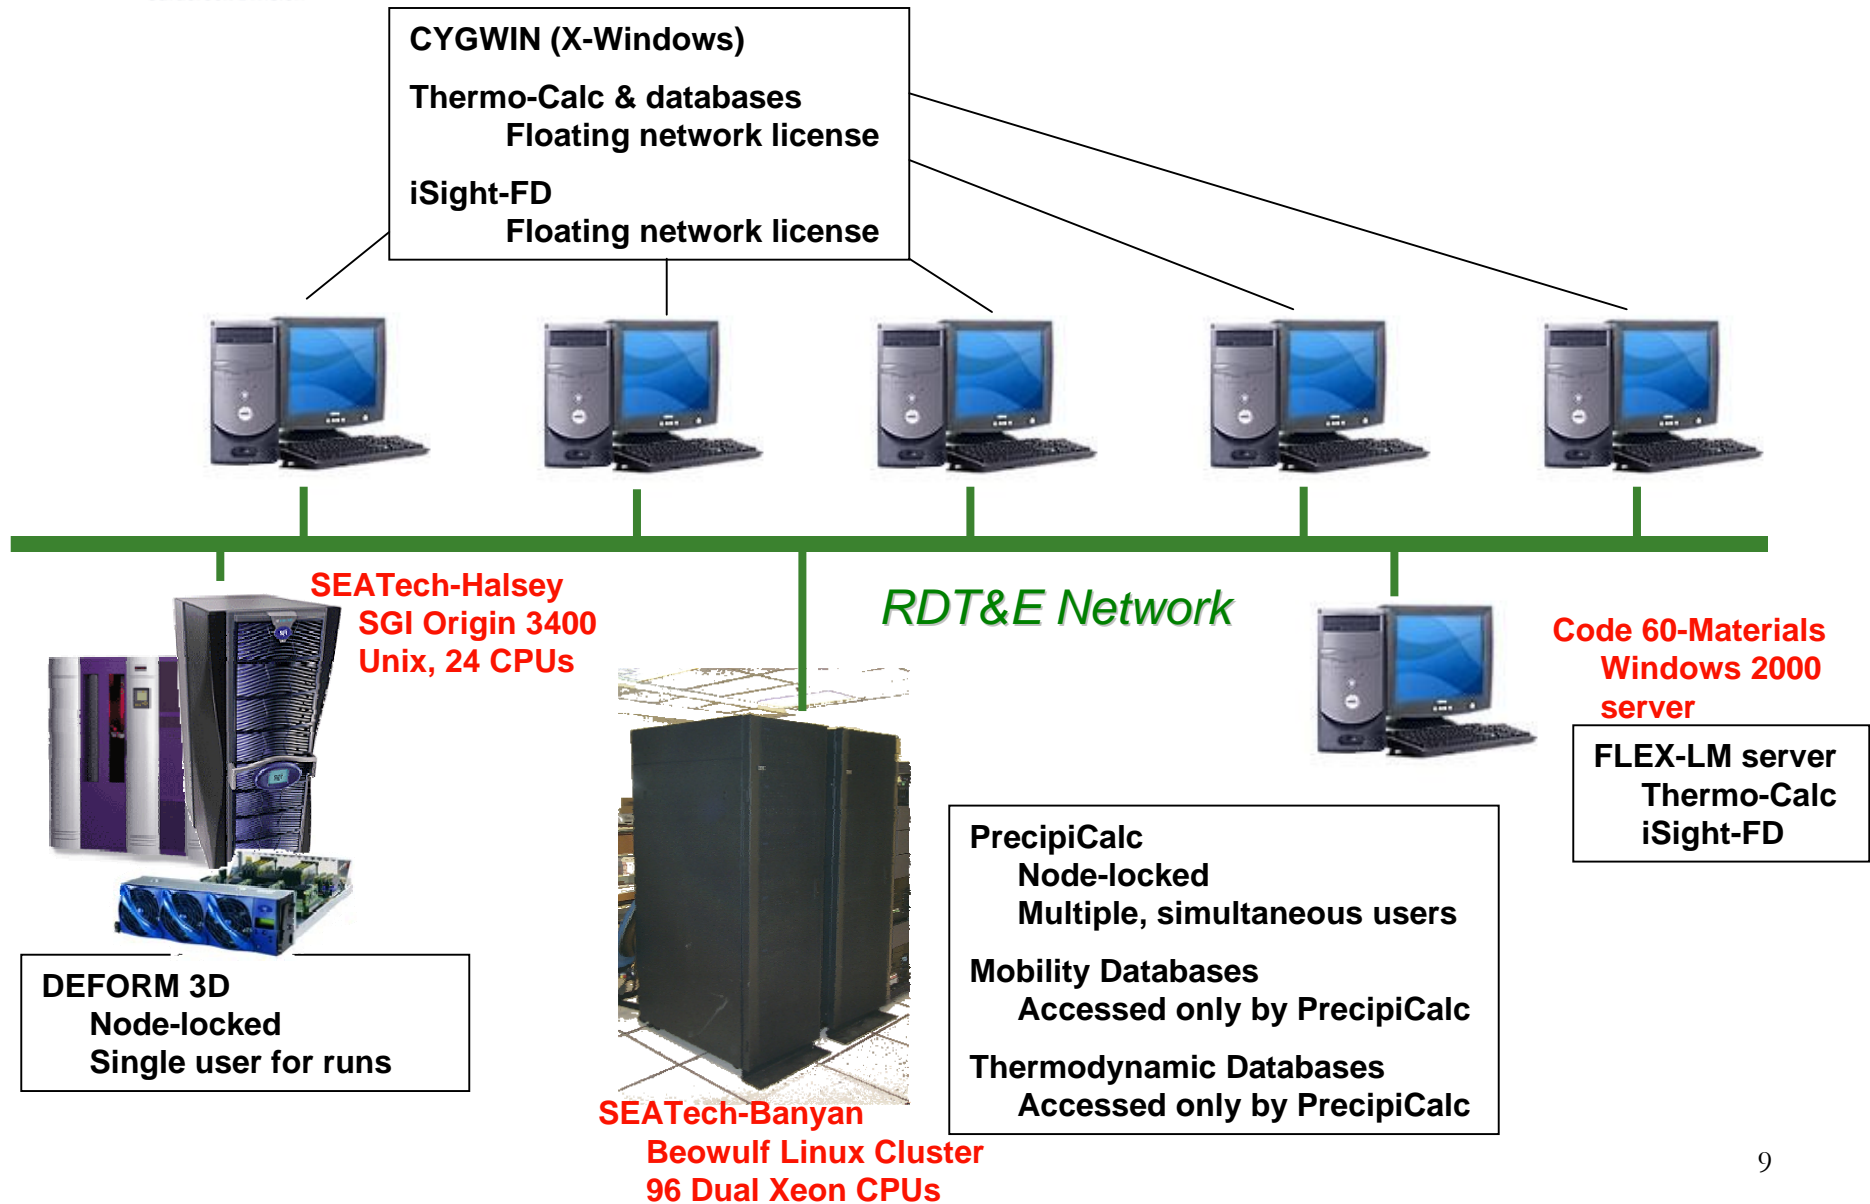 CYGWIN (X-Windows)
Thermo-Calc & databases
Floating network license
iSight-FD
Floating network license
SEATech-Halsey
SGI Origin 3400
Unix, 24 CPUs
RDT&E Network
Code 60-Materials
Windows 2000
server
FLEX-LM server
Thermo-Calc
iSight-FD
PrecipiCalc
Node-locked
Multiple, simultaneous users
Mobility Databases
Accessed only by PrecipiCalc
Thermodynamic Databases
Accessed only by PrecipiCalc
DEFORM 3D
Node-locked
Single user for runs
SEATech-Banyan
Beowulf Linux Cluster
96 Dual Xeon CPUs
9